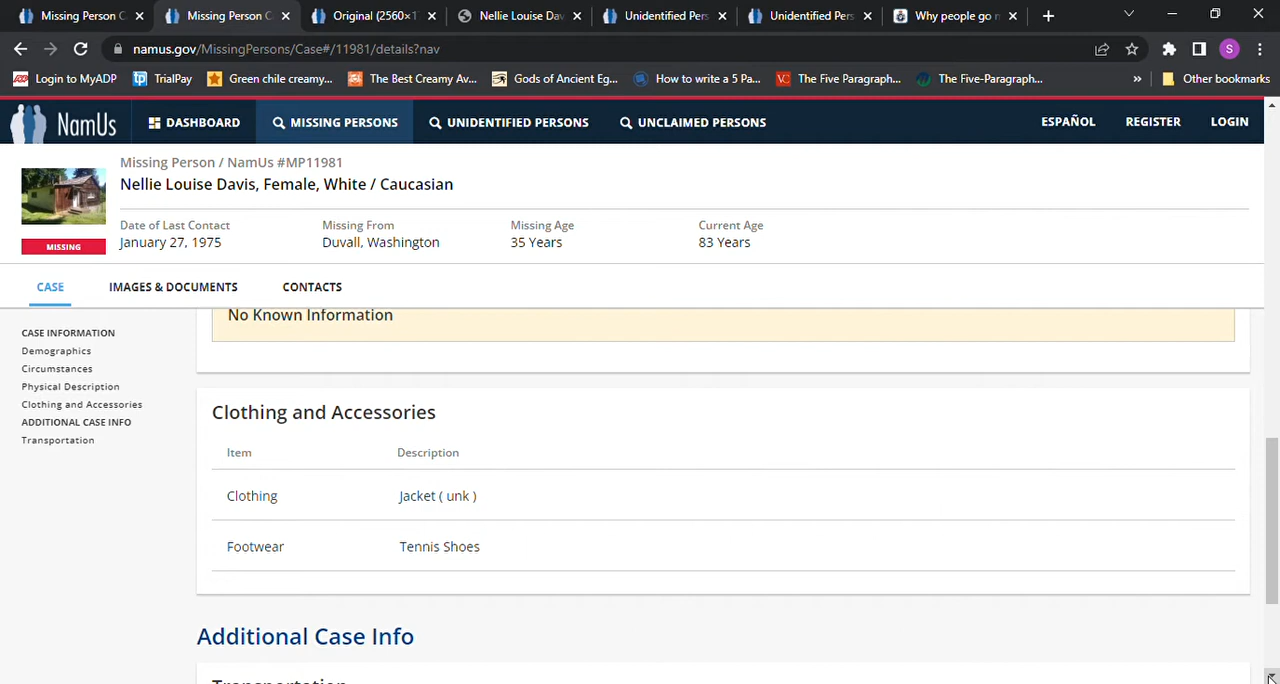 Missing Person C
Missing Person C
Original (2560×1
Nellie Louise Dav
Unidentified Per
Unidentified Per
Why people go m
namus.gov/MissingPersons/Case#/11981/details?nav
S
Login to MyADP
tp TrialPay
Green chile creamy...
The Best Creamy Av...
Gods of Ancient Eg...
How to write a 5 Pa...
VC The Five Paragraph...
The Five-Paragraph...
»
Other bookmarks
NamUs
DASHBOARD
MISSING PERSONS
UNIDENTIFIED PERSONS
UNCLAIMED PERSONS
ESPAÑOL
REGISTER
LOGIN
Missing Person / NamUs #MP11981
Nellie Louise Davis, Female, White / Caucasian
MISSING
Date of Last Contact
January 27, 1975
Missing From
Duvall, Washington
Missing Age
35 Years
Current Age
83 Years
CASE
IMAGES & DOCUMENTS
CONTACTS
CASE INFORMATION
Demographics
Circumstances
Physical Description
Clothing and Accessories
ADDITIONAL CASE INFO
Transportation
No Known Information
Clothing and Accessories
Item Description
Clothing Jacket ( unk )
Footwear Tennis Shoes
Additional Case Info
Transportation